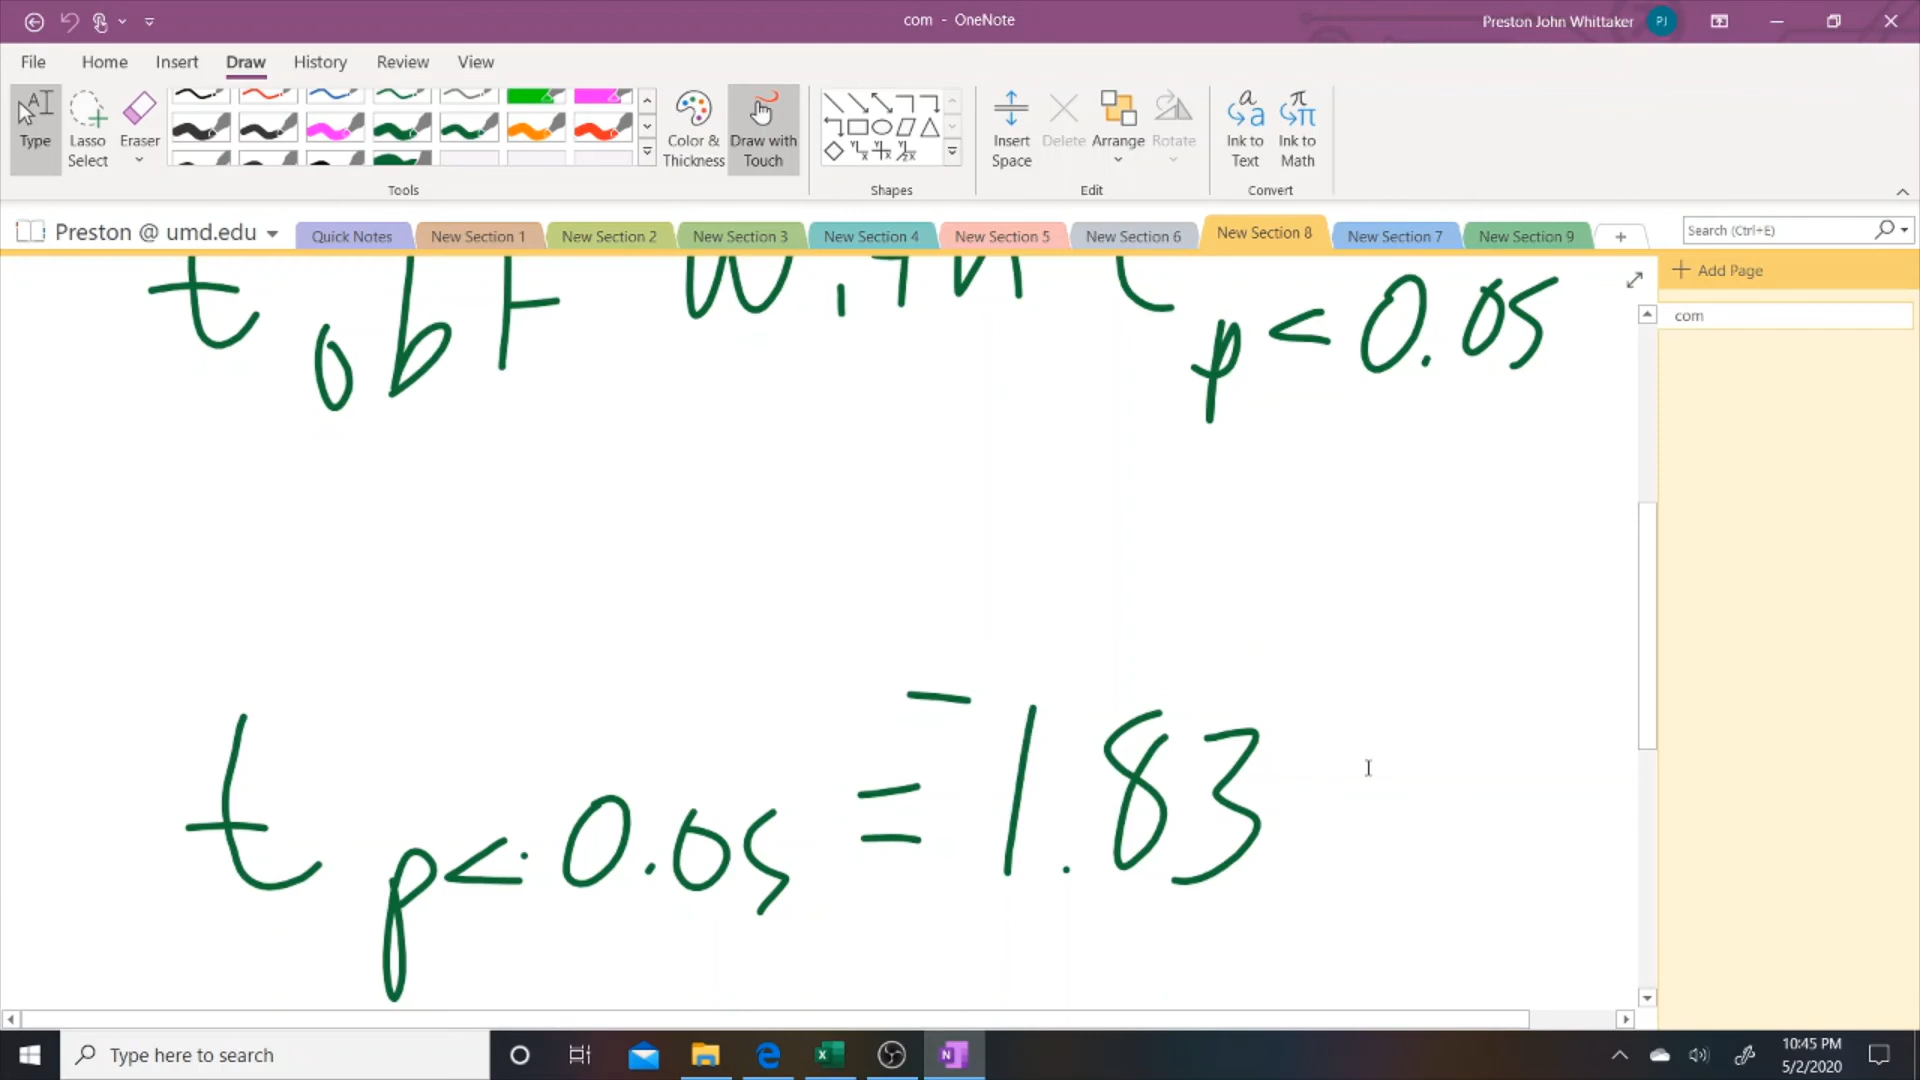 com - OneNote
Preston John Whittaker
PJ
File Home Insert Draw History Review View
Type
Lasso Select
Eraser
Color & Thickness
Draw with Touch
Insert Space
Delete
Arrange
Rotate
Ink to Text
Ink to Math
Tools
Shapes
Edit
Convert
Preston @ umd.edu
Quick Notes
New Section 1
New Section 2
New Section 3
New Section 4
New Section 5
New Section 6
New Section 8
New Section 7
New Section 9
Search (Ctrl+E)
Add Page
com
t obt with t p < 0.05
t p < 0.05 = -1.83
Type here to search
10:45 PM
5/2/2020